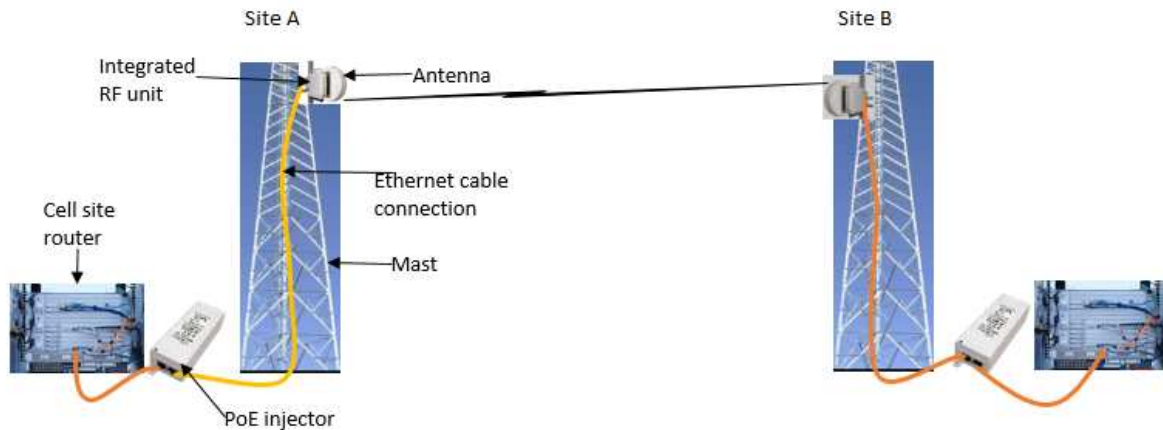 Site A
Site B
Integrated
RF unit
Antenna
Ethernet cable
connection
Cell site
router
Mast
PoE injector